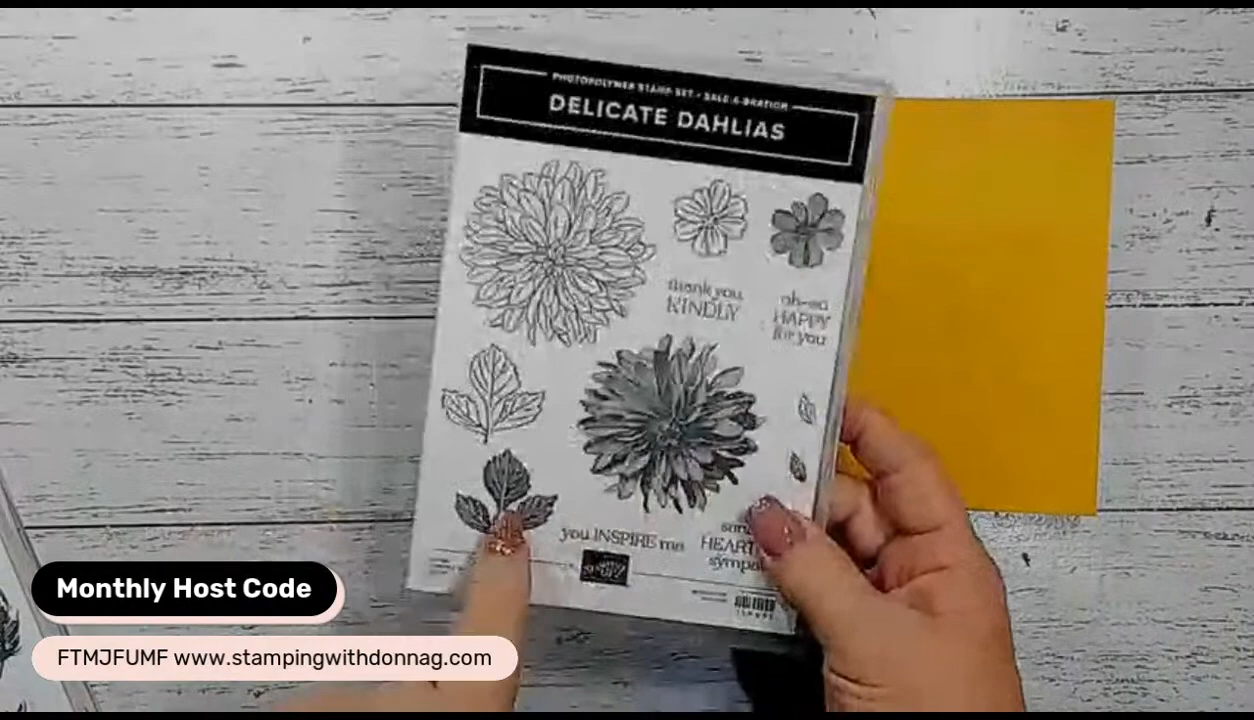 PHOTOPOLYMER STAMP SET • SALE-A-BRATION
DELICATE DAHLIAS
thank you
KINDLY
oh-so
HAPPY
for you
you INSPIRE me
HEART
Monthly Host Code
FTMJFUMF www.stampingwithdonnag.com